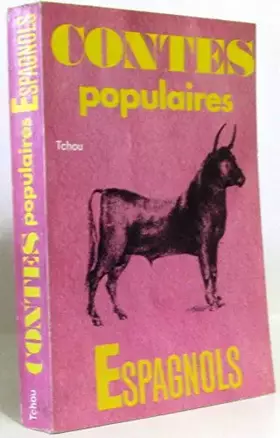 CONTES
populaires
Tchou
ESPAGNOLS
CONTES populaires ESPAGNOLS
Tchou